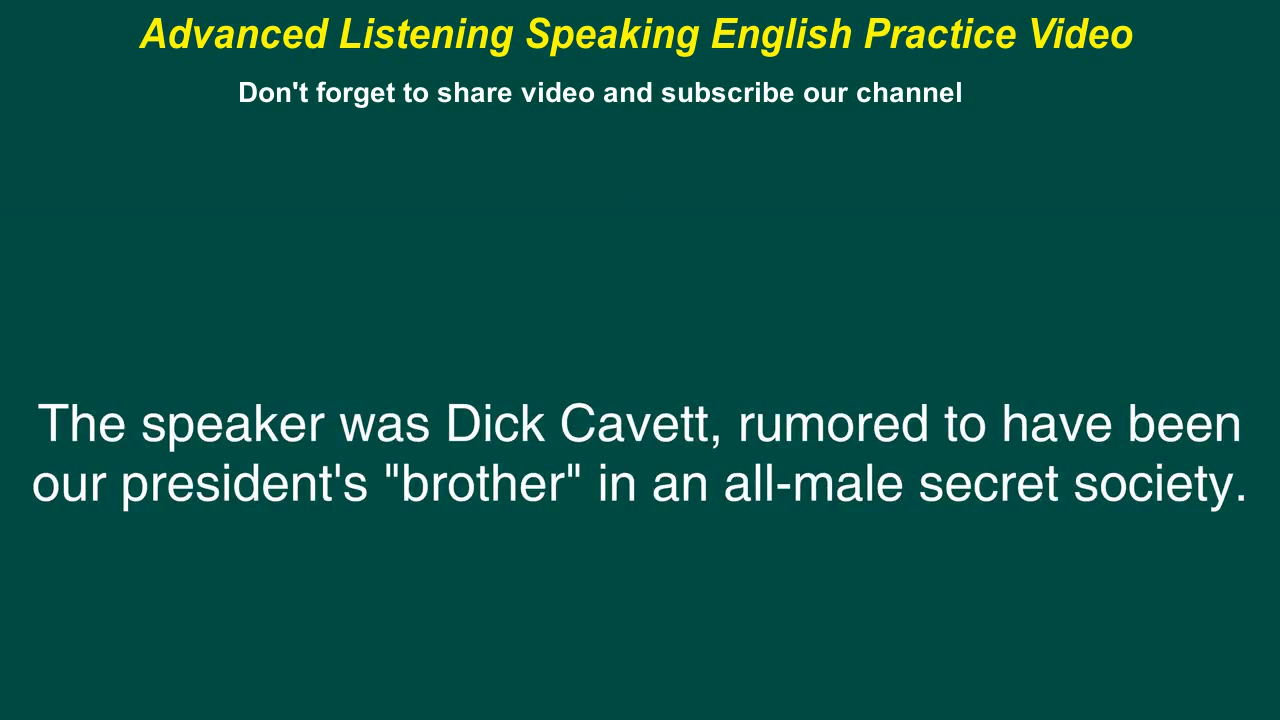 Advanced Listening Speaking English Practice Video
Don't forget to share video and subscribe our channel
The speaker was Dick Cavett, rumored to have been
our president's "brother" in an all-male secret society.